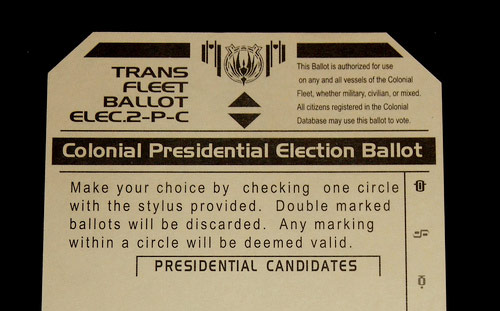 TRANS
FLEET
BALLOT
ELEC.2-P-C
This Ballot is authorized for use
on any and all vessels of the Colonial
Fleet, whether military, civilian, or mixed.
All citizens registered in the Colonial
Database may use this ballot to vote.
Colonial Presidential Election Ballot
Make your choice by checking one circle
with the stylus provided. Double marked
ballots will be discarded. Any marking
within a circle will be deemed valid.
PRESIDENTIAL CANDIDATES